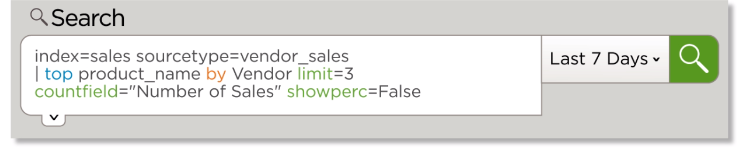 Search
index=sales sourcetype=vendor_sales
| top product_name by Vendor limit=3
countfield="Number of Sales" showperc=False
Last 7 Days